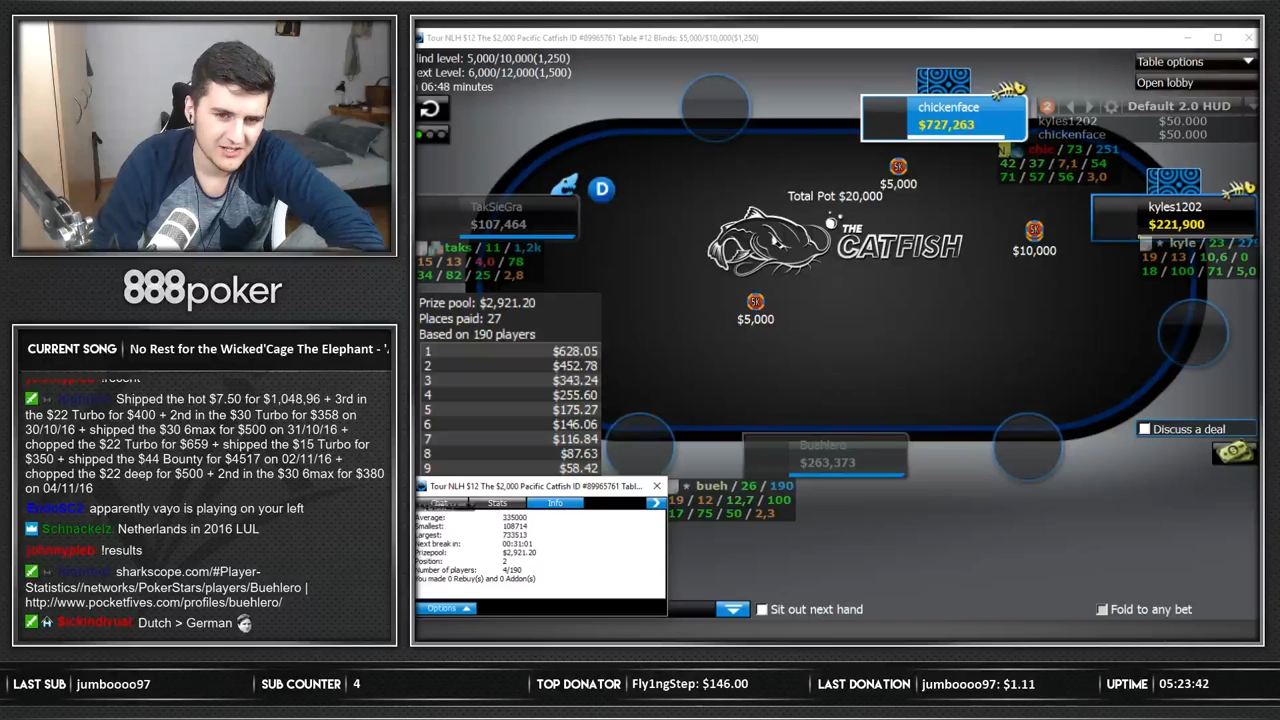 888poker
CURRENT SONG
No Rest for the Wicked'Cage The Elephant - '
Shipped the hot $7.50 for $1,048,96 + 3rd in
the $22 Turbo for $400 + 2nd in the $30 Turbo for $358 on
30/10/16 + shipped the $30 6max for $500 on 31/10/16 +
chopped the $22 Turbo for $659 + shipped the $15 Turbo for
$350 + shipped the $44 Bounty for $4517 on 02/11/16 +
chopped the $22 deep for $500 + 2nd in the $30 6max for $380
on 04/11/16
apparently vayo is playing on your left
Schnackelz: Netherlands in 2016 LUL
johnnypleb: !results
sharkscope.com/#Player-
Statistics//networks/PokerStars/players/Buehlero |
http://www.pocketfives.com/profiles/buehlero/
Dutch > German
Tour NLH $12 The $2,000 Pacific Catfish ID #89965761 Table #12 Blinds: $5,000/$10,000($1,250)
lind level: 5,000/10,000(1,250)
ext Level: 6,000/12,000(1,500)
06:48 minutes
Table options
Open lobby
Default 2.0 HUD
2
kyles1202 $50.000
chickenface $50.000
chickenface
$727,263
chie / 73 / 251
42 / 37 / 7,1 / 54
71 / 57 / 56 / 3,0
$5,000
Total Pot $20,000
TakSieGra
$107,464
D
taks / 11 / 1,2k
15 / 13 / 4,0 / 78
34 / 82 / 25 / 2,8
THE
CATFISH
$10,000
kyles1202
$221,900
kyle / 23 / 279
19 / 13 / 10,6 / 0
18 / 100 / 71 / 5,0
$5,000
Prize pool: $2,921.20
Places paid: 27
Based on 190 players
1 $628.05
2 $452.78
3 $343.24
4 $255.60
5 $175.27
6 $146.06
7 $116.84
8 $87.63
9 $58.42
Discuss a deal
Buehlero
$263,373
bueh / 26 / 190
19 / 12 / 12,7 / 100
17 / 75 / 50 / 2,3
Tour NLH $12 The $2,000 Pacific Catfish ID #89965761 Tabl...
Chat Stats Info
Average: 335000
Smallest: 108714
Largest: 733513
Next break in: 00:31:01
Prizepool: $2,921.20
Position: 2
Number of players: 4/190
You made 0 Rebuy(s) and 0 Addon(s)
Options
Sit out next hand
Fold to any bet
LAST SUB jumboooo97
SUB COUNTER 4
TOP DONATOR Fly1ngStep: $146.00
LAST DONATION jumboooo97: $1.11
UPTIME 05:23:42